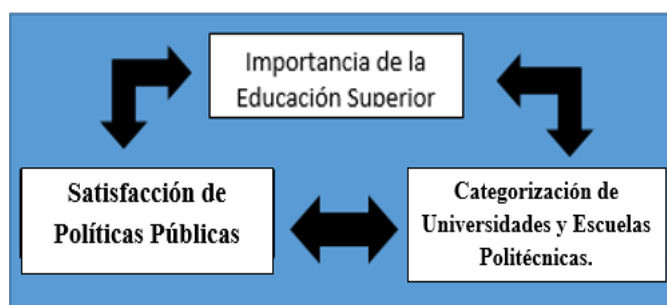 Importancia de la
Educación Superior
Satisfacción de
Políticas Públicas
Categorización de
Universidades y Escuelas
Politécnicas.